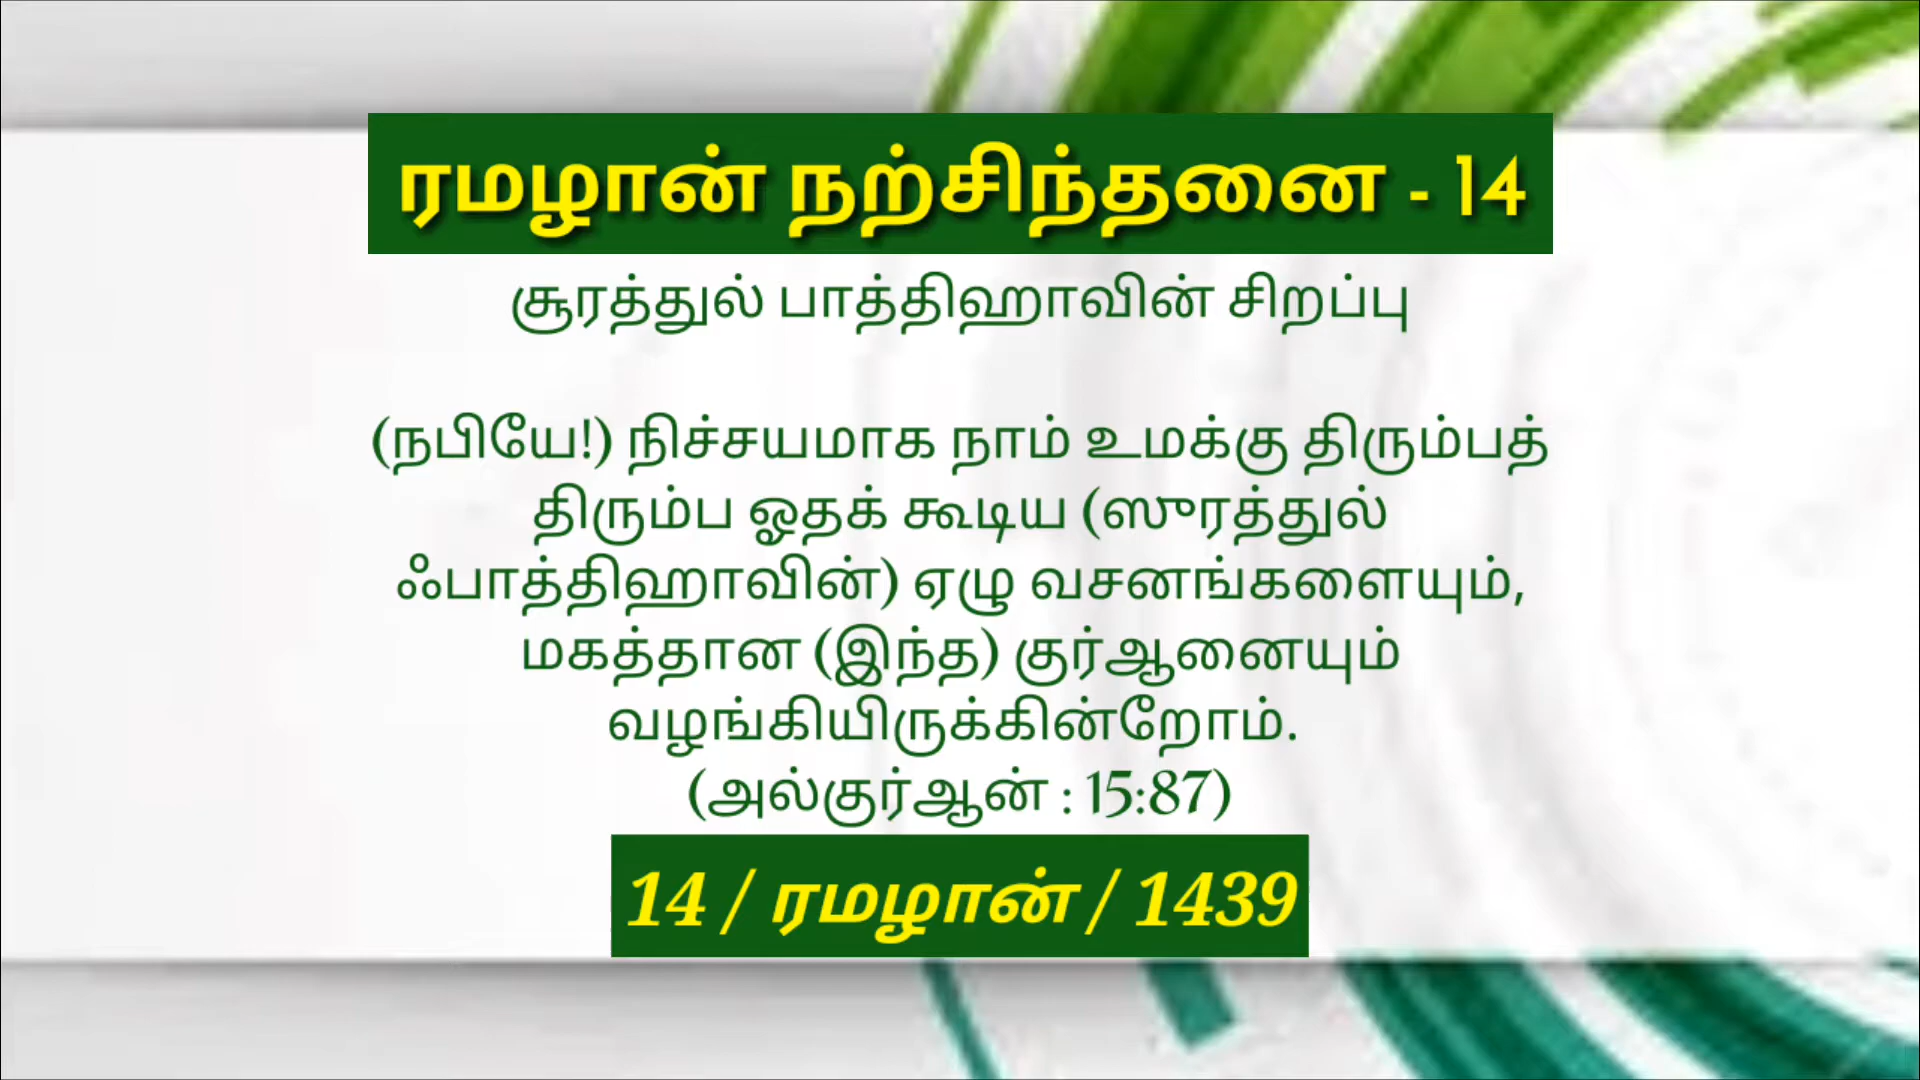 ரமழான் நற்சிந்தனை - 14
சூரத்துல் பாத்திஹாவின் சிறப்பு
(நபியே!) நிச்சயமாக நாம் உமக்கு திரும்பத்
திரும்ப ஓதக் கூடிய (ஸுரத்துல்
ஃபாத்திஹாவின்) ஏழு வசனங்களையும்,
மகத்தான (இந்த) குர்ஆனையும்
வழங்கியிருக்கின்றோம்.
(அல்குர்ஆன் : 15:87)
14 / ரமழான் / 1439